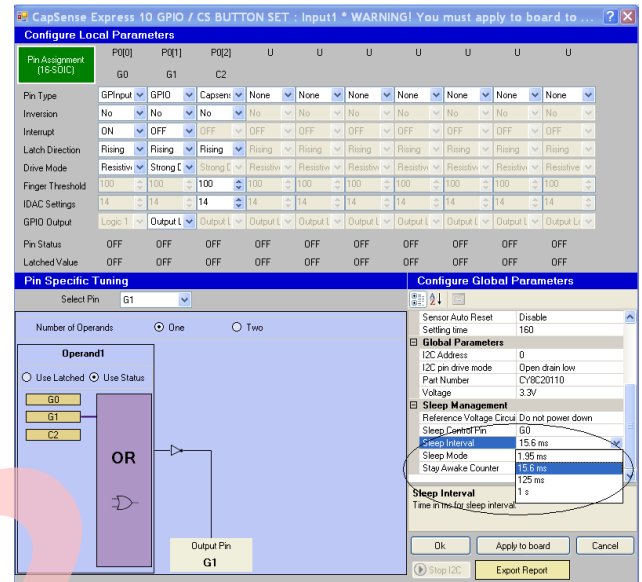 CapSense Express 10 GPIO / CS BUTTON SET : Input1 * WARNING! You must apply to board to ...
Configure Local Parameters
Pin Assignment (16-SOIC) P0[0] P0[1] P0[2] U U U U U U U
G0 G1 C2
Pin Type GPInput GPIO Capsens None None None None None None None
Inversion No No No No No No No No No No
Interrupt ON OFF OFF OFF OFF OFF OFF OFF OFF OFF
Latch Direction Rising Rising Rising Rising Rising Rising Rising Rising Rising Rising
Drive Mode Resistiv Strong D Strong D Resistiv Resistiv Resistiv Resistiv Resistiv Resistiv Resistiv
Finger Threshold 100 100 100 100 100 100 100 100 100 100
IDAC Settings 14 14 14 14 14 14 14 14 14 14
GPIO Output Logic 1 Output L Output L Output L Output L Output L Output L Output L Output L Output L
Pin Status OFF OFF OFF OFF OFF OFF OFF OFF OFF OFF
Latched Value OFF OFF OFF OFF OFF OFF OFF OFF OFF OFF
Pin Specific Tuning
Select Pin G1
Number of Operands One Two
Operand1
Use Latched Use Status
G0
G1
C2
OR
Output Pin
G1
Configure Global Parameters
Sensor Auto Reset Disable
Settling time 160
Global Parameters
I2C Address 0
I2C pin drive mode Open drain low
Part Number CY8C20110
Voltage 3.3V
Sleep Management
Reference Voltage Circui Do not power down
Sleep Control Pin G0
Sleep Interval 15.6 ms
Sleep Mode 1.95 ms
Stay Awake Counter 15.6 ms
125 ms
1 s
Sleep Interval
Time in ms for sleep interval.
Ok Apply to board Cancel
Stop I2C Export Report